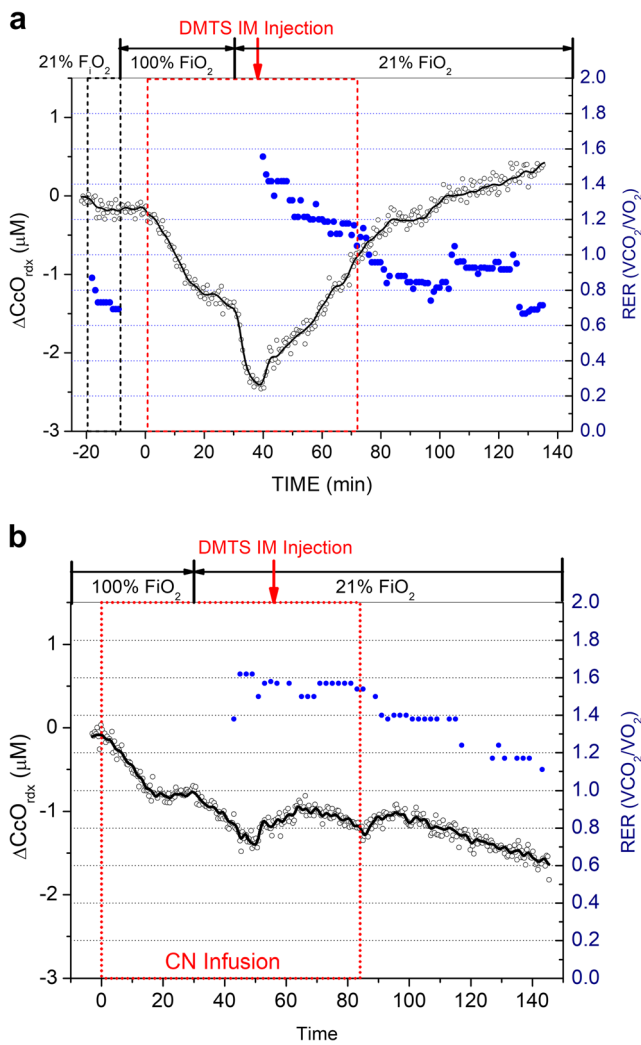 a
DMTS IM Injection
21% FiO2
100% FiO2
21% FiO2
1
0
-1
-2
-3
ΔCcOrdx (μM)
2.0
1.8
1.6
1.4
1.2
1.0
0.8
0.6
0.4
0.2
0.0
RER (VCO2/VO2)
-20 0 20 40 60 80 100 120 140
TIME (min)
b
DMTS IM Injection
100% FiO2
21% FiO2
1
0
-1
-2
-3
ΔCcOrdx (μM)
2.0
1.8
1.6
1.4
1.2
1.0
0.8
0.6
0.4
0.2
0.0
RER (VCO2/VO2)
CN Infusion
0 20 40 60 80 100 120 140
Time